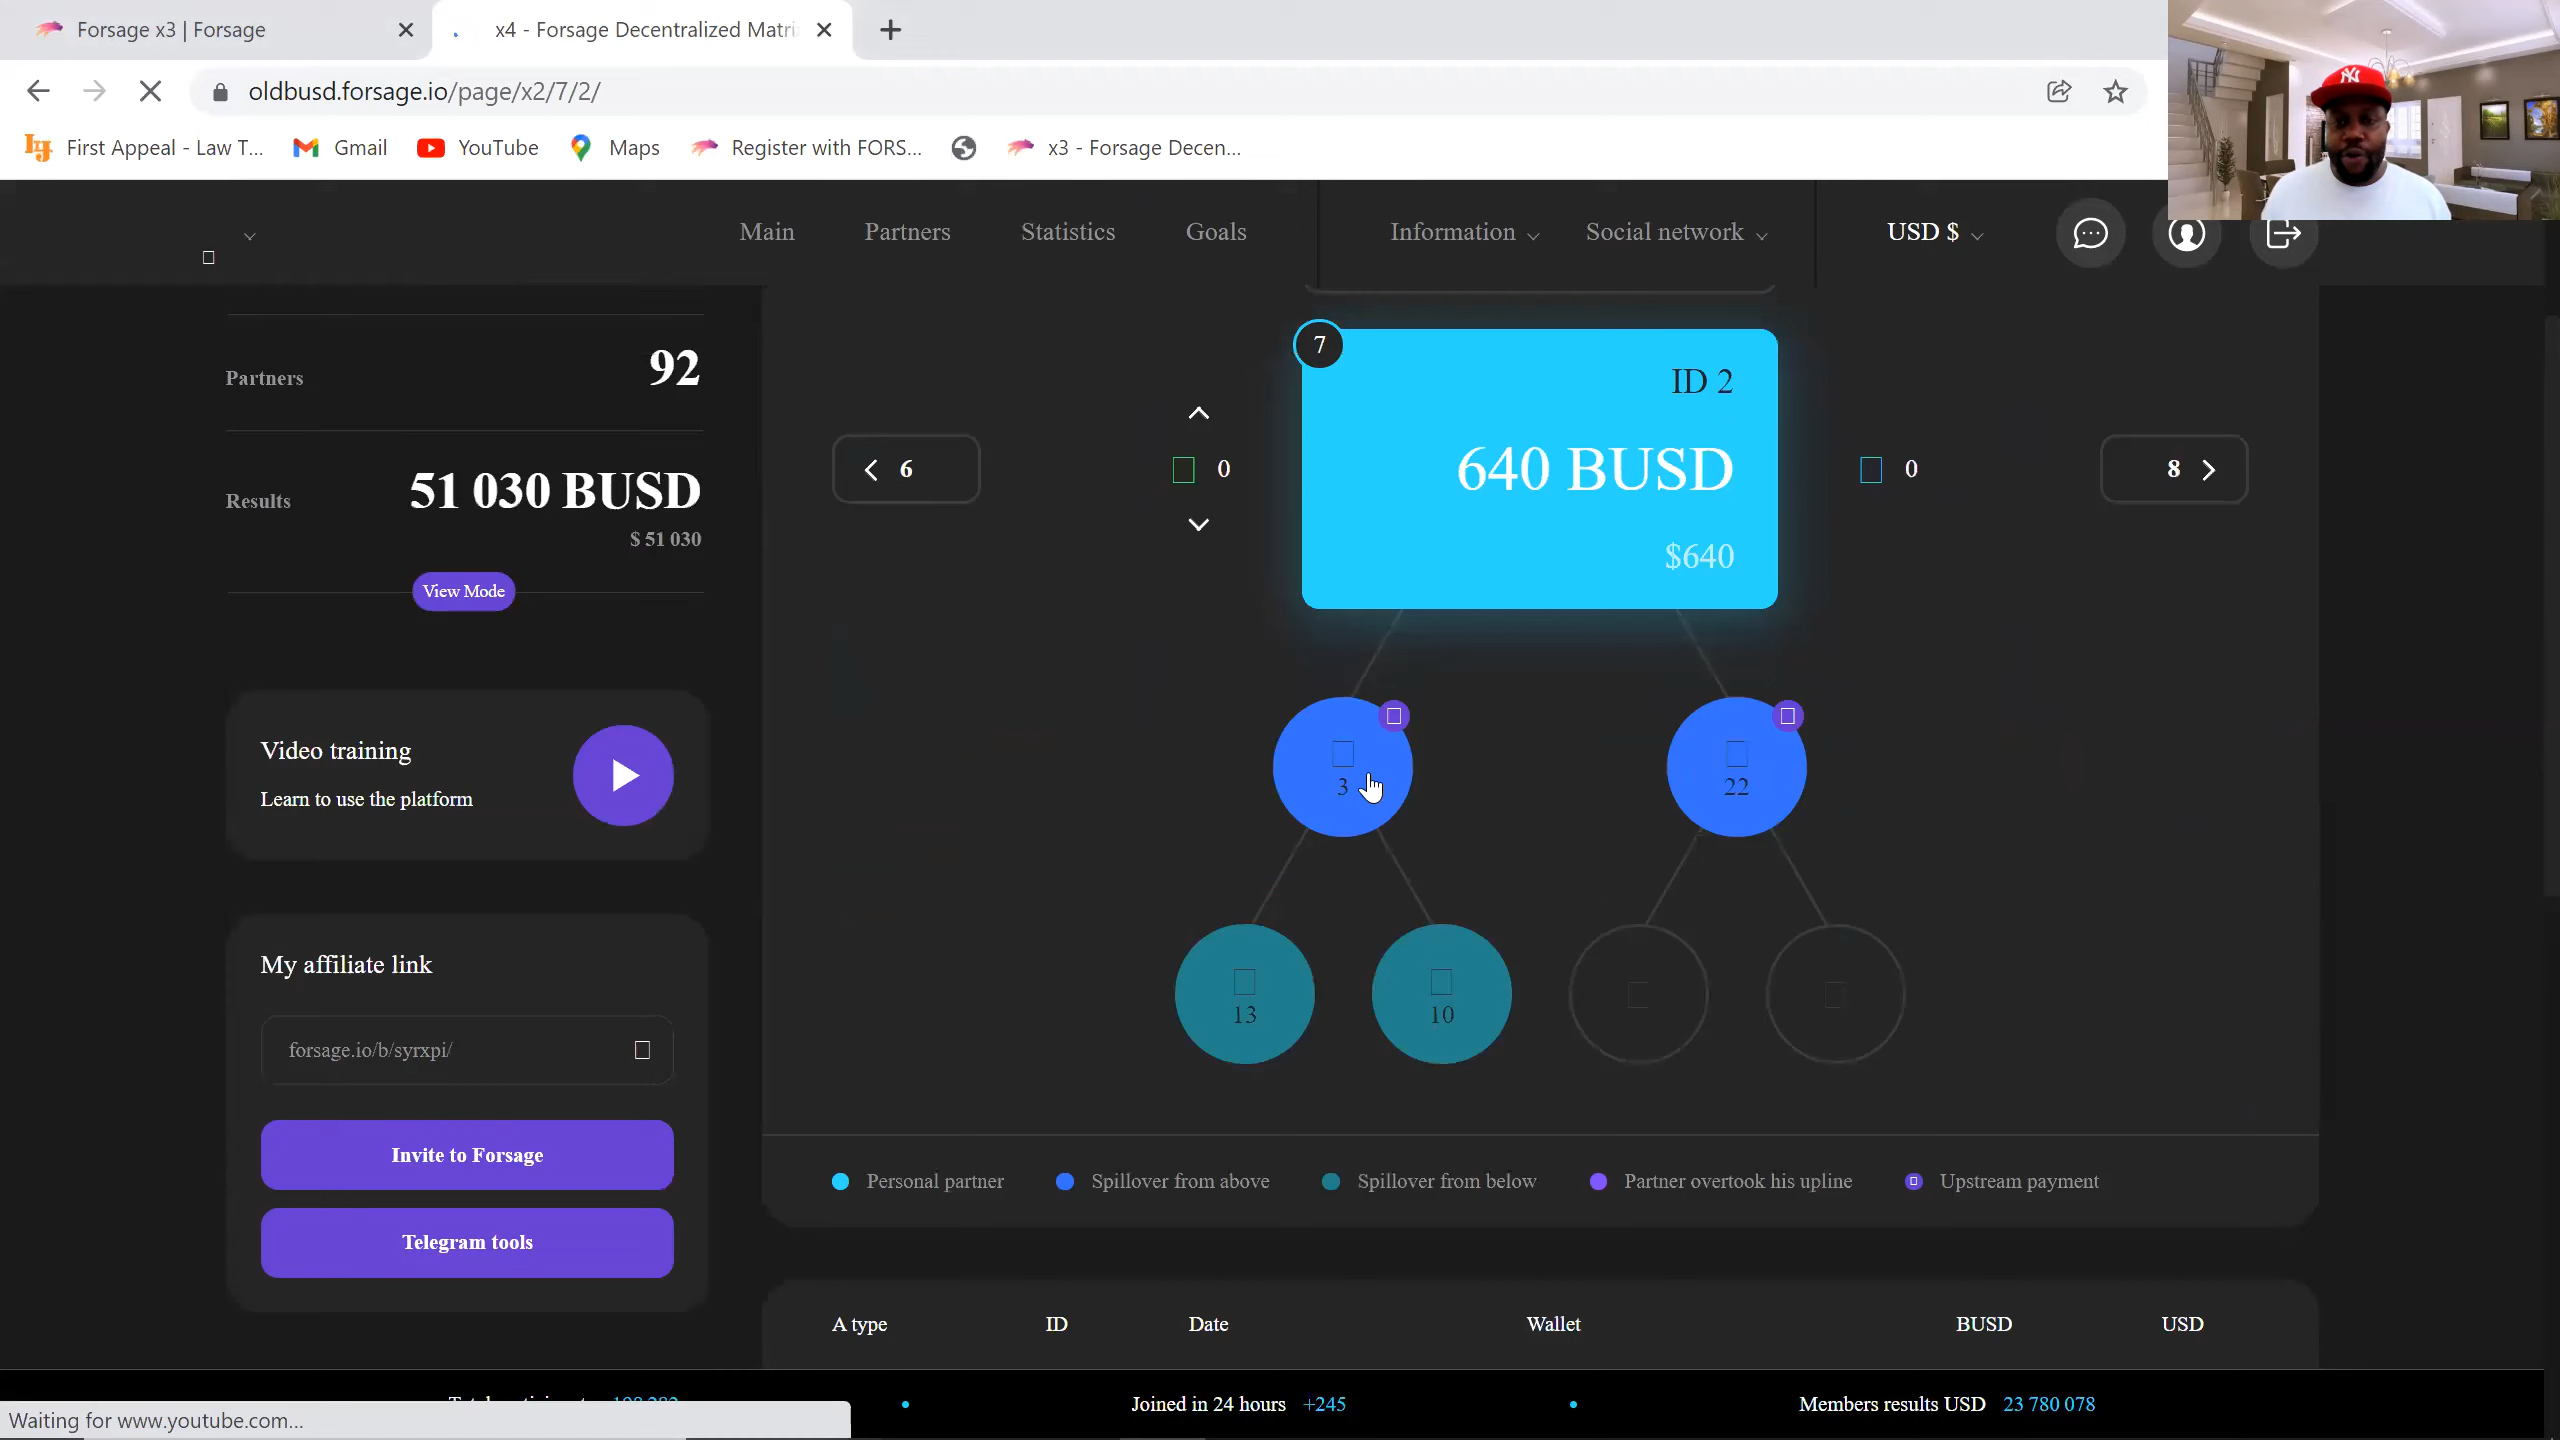 Forsage x3 | Forsage
x4 - Forsage Decentralized Matri
oldbusd.forsage.io/page/x2/7/2/
First Appeal - Law T...
Gmail
YouTube
Maps
Register with FORS...
x3 - Forsage Decen...
Main
Partners
Statistics
Goals
Information
Social network
USD $
Partners
92
Results
51 030 BUSD
$ 51 030
View Mode
Video training
Learn to use the platform
My affiliate link
forsage.io/b/syrxpi/
Invite to Forsage
Telegram tools
7
ID 2
640 BUSD
$640
6
0
0
8
3
22
13
10
Personal partner
Spillover from above
Spillover from below
Partner overtook his upline
Upstream payment
A type
ID
Date
Wallet
BUSD
USD
Joined in 24 hours +245
Members results USD 23 780 078
Waiting for www.youtube.com...